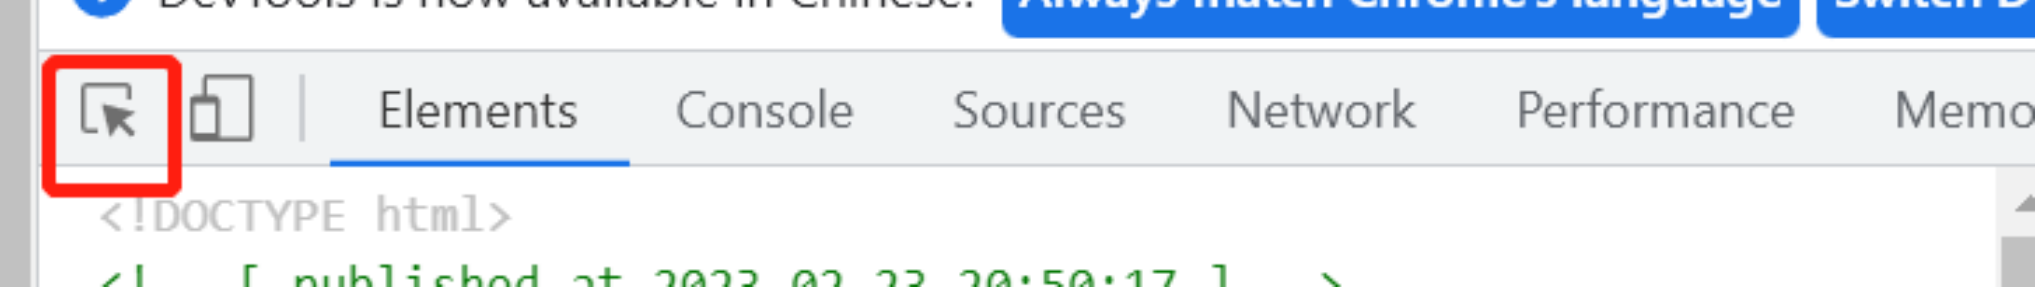 DevTools is now available in Chinese! Always match Chrome's language Switch D
Elements Console Sources Network Performance Memo
<!DOCTYPE html>
<!-- [ published at 2023-02-23 20:50:17 ] -->